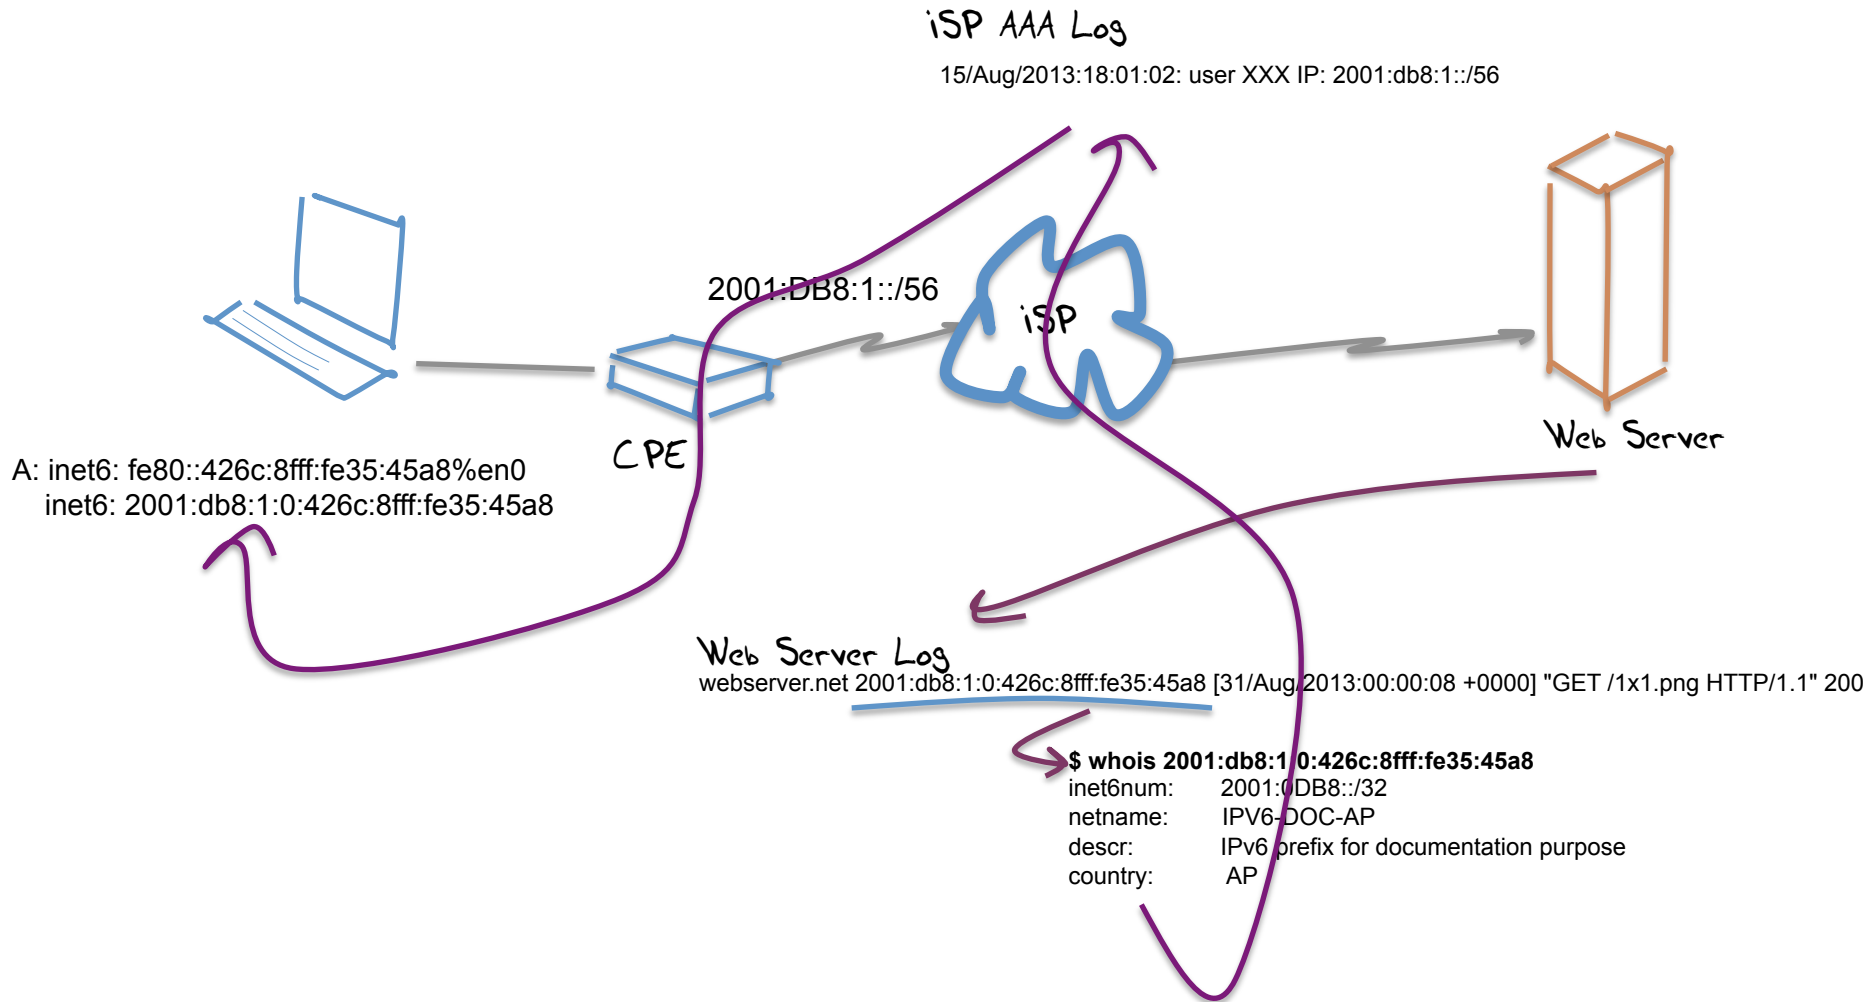 iSP AAA Log
15/Aug/2013:18:01:02: user XXX IP: 2001:db8:1::/56
2001:DB8:1::/56
iSP
CPE
Web Server
A: inet6: fe80::426c:8fff:fe35:45a8%en0
inet6: 2001:db8:1:0:426c:8fff:fe35:45a8
Web Server Log
webserver.net 2001:db8:1:0:426c:8fff:fe35:45a8 [31/Aug/2013:00:00:08 +0000] "GET /1x1.png HTTP/1.1" 200
$ whois 2001:db8:1:0:426c:8fff:fe35:45a8
inet6num: 2001:0DB8::/32
netname: IPV6-DOC-AP
descr: IPv6 prefix for documentation purpose
country: AP